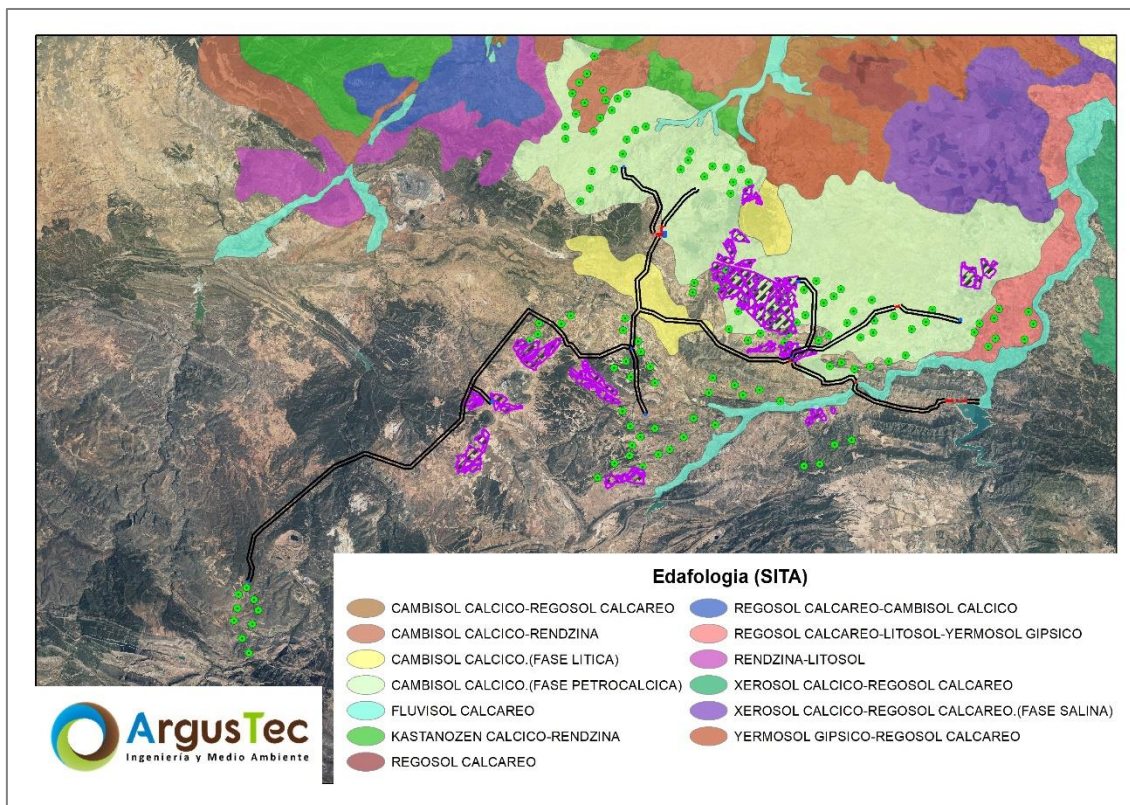 Edafologia (SITA)
CAMBISOL CALCICO-REGOSOL CALCAREO
CAMBISOL CALCICO-RENDZINA
CAMBISOL CALCICO.(FASE LITICA)
CAMBISOL CALCICO.(FASE PETROCALCICA)
FLUVISOL CALCAREO
KASTANOZEN CALCICO-RENDZINA
REGOSOL CALCAREO
REGOSOL CALCAREO-CAMBISOL CALCICO
REGOSOL CALCAREO-LITOSOL-YERMOSOL GIPSICO
RENDZINA-LITOSOL
XEROSOL CALCICO-REGOSOL CALCAREO
XEROSOL CALCICO-REGOSOL CALCAREO.(FASE SALINA)
YERMOSOL GIPSICO-REGOSOL CALCAREO
ArgusTec
Ingeniería y Medio Ambiente